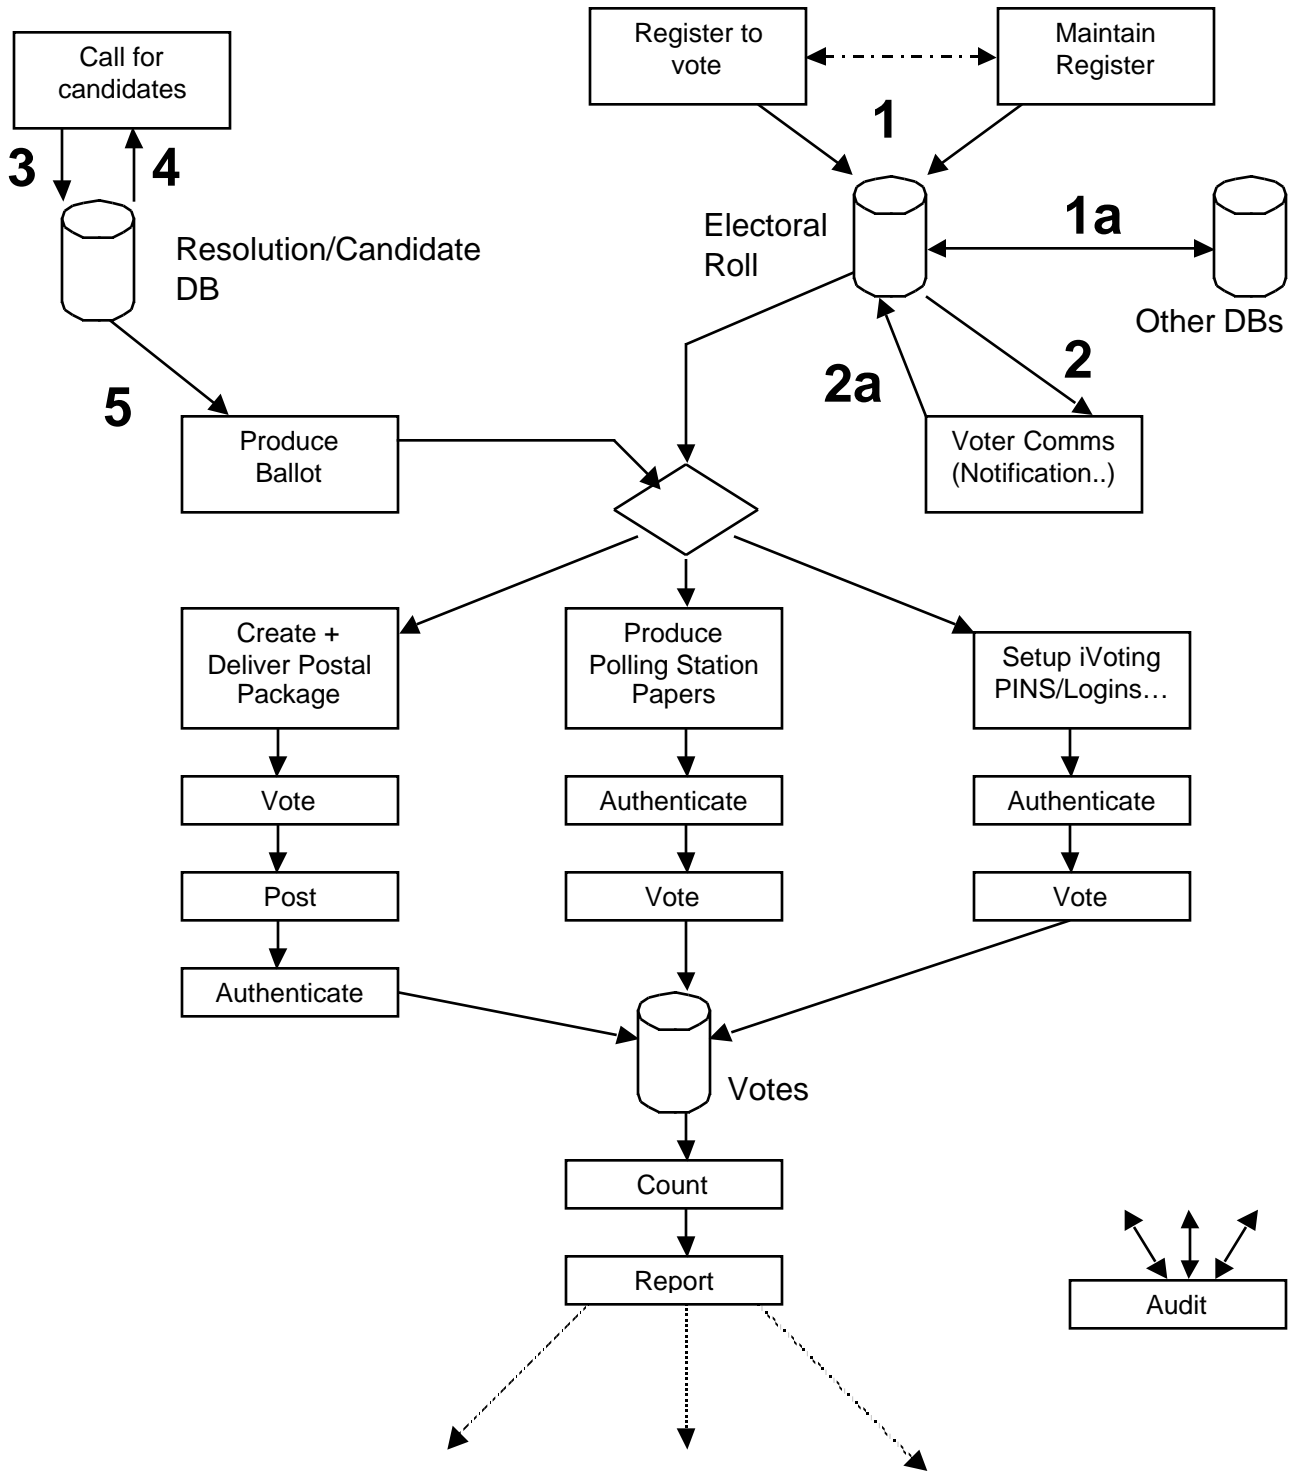 Call for
candidates
Register to
vote
Maintain
Register
1
3
4
Electoral
Roll
1a
Resolution/Candidate
DB
Other DBs
2
2a
5
Produce
Ballot
Voter Comms
(Notification..)
Create +
Deliver Postal
Package
Produce
Polling Station
Papers
Setup iVoting
PINS/Logins…
Vote
Authenticate
Authenticate
Post
Vote
Vote
Authenticate
Votes
Count
Report
Audit